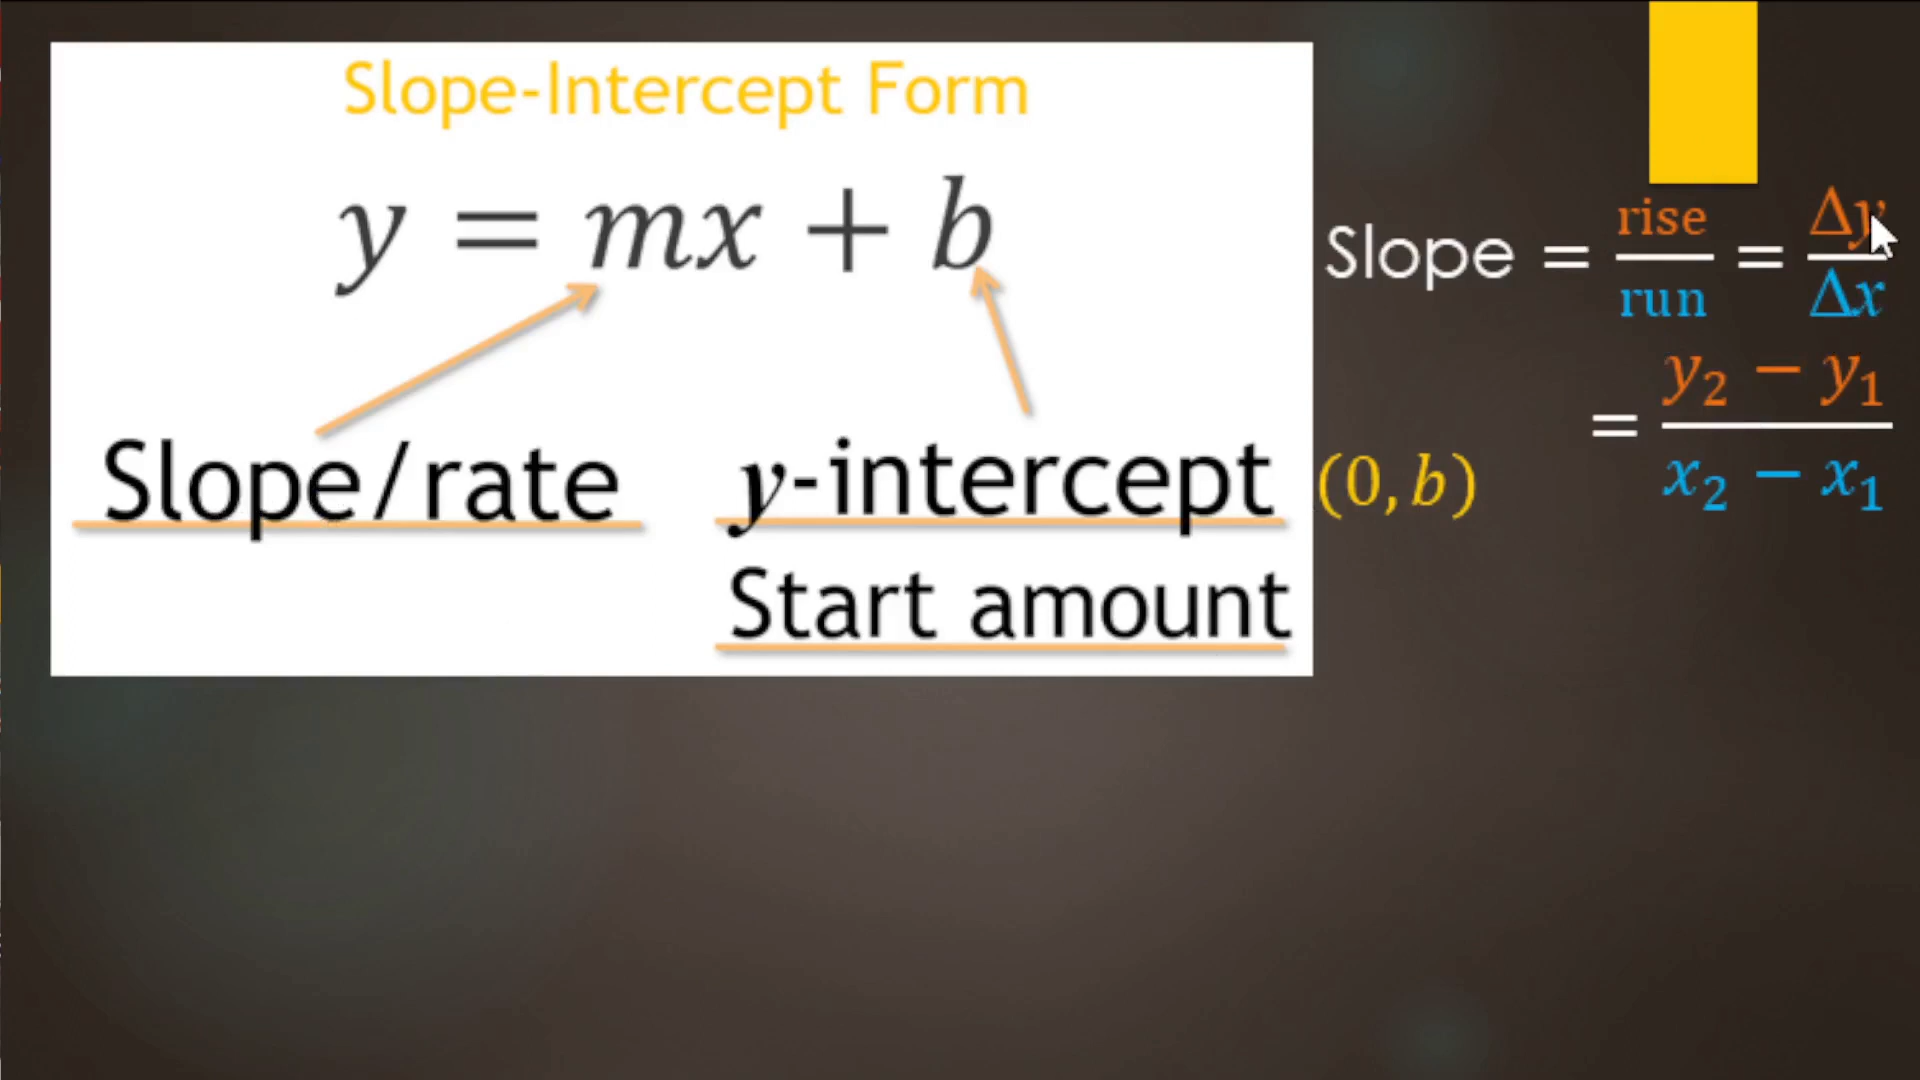 Slope-Intercept Form
y = mx + b
Slope/rate
y-intercept
Start amount
(0, b)
Slope = rise/run = Δy/Δx
= y₂ − y₁/x₂ − x₁